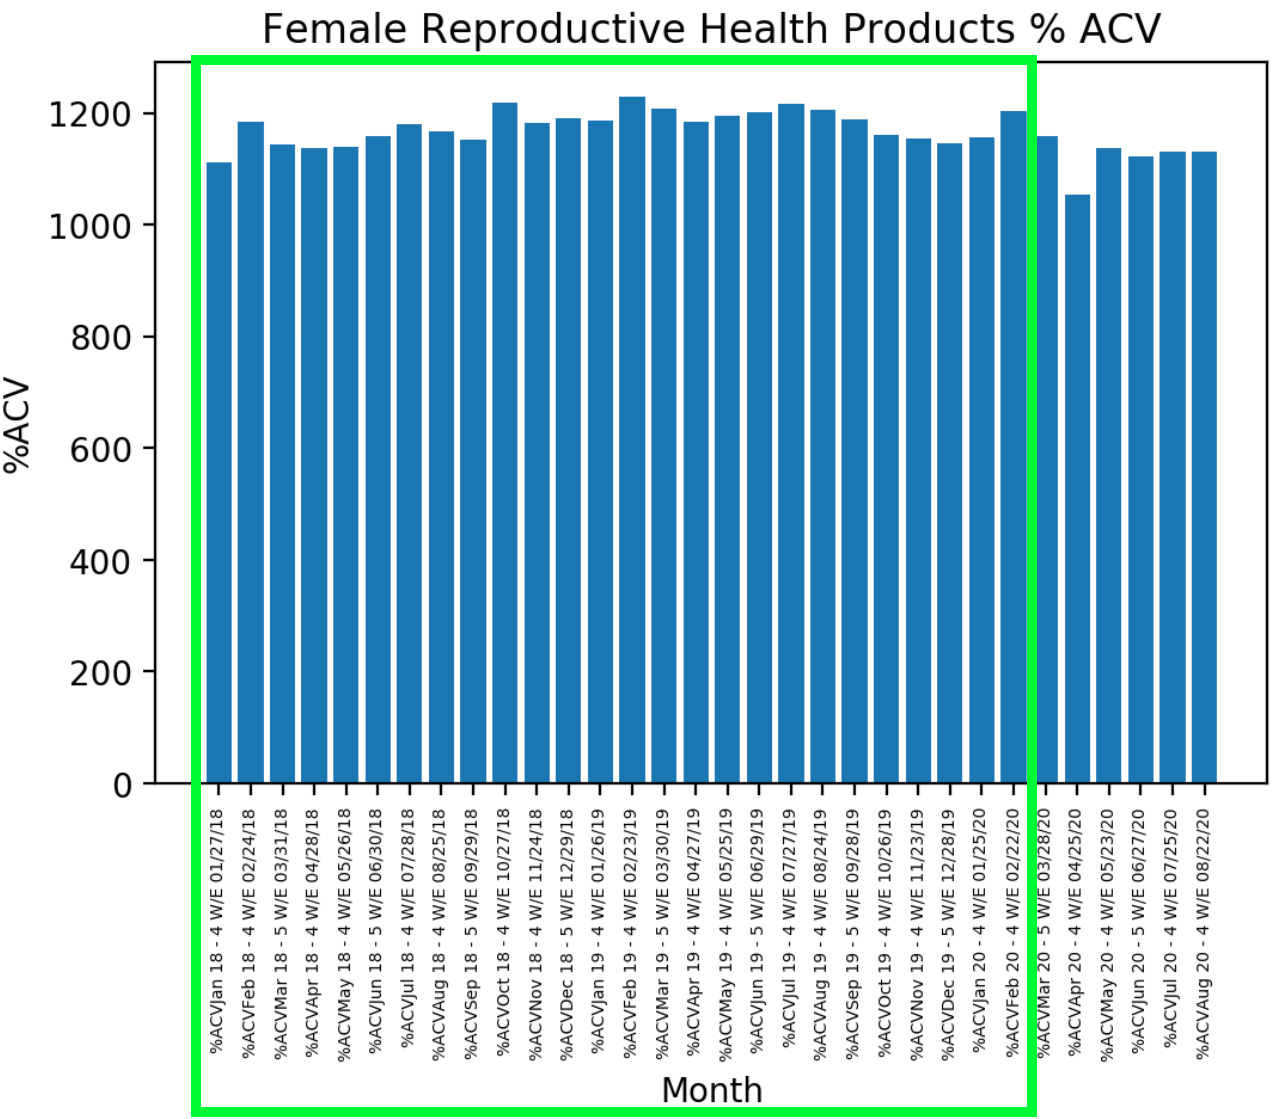 Female Reproductive Health Products % ACV
%ACV
1200
1000
800
600
400
200
0
%ACVJan 18 - 4 W/E 01/27/18
%ACVFeb 18 - 4 W/E 02/24/18
%ACVMar 18 - 5 W/E 03/31/18
%ACVApr 18 - 4 W/E 04/28/18
%ACVMay 18 - 4 W/E 05/26/18
%ACVJun 18 - 5 W/E 06/30/18
%ACVJul 18 - 4 W/E 07/28/18
%ACVAug 18 - 4 W/E 08/25/18
%ACVSep 18 - 5 W/E 09/29/18
%ACVOct 18 - 4 W/E 10/27/18
%ACVNov 18 - 4 W/E 11/24/18
%ACVDec 18 - 5 W/E 12/29/18
%ACVJan 19 - 4 W/E 01/26/19
%ACVFeb 19 - 4 W/E 02/23/19
%ACVMar 19 - 5 W/E 03/30/19
%ACVApr 19 - 4 W/E 04/27/19
%ACVMay 19 - 4 W/E 05/25/19
%ACVJun 19 - 5 W/E 06/29/19
%ACVJul 19 - 4 W/E 07/27/19
%ACVAug 19 - 4 W/E 08/24/19
%ACVSep 19 - 5 W/E 09/28/19
%ACVOct 19 - 4 W/E 10/26/19
%ACVNov 19 - 4 W/E 11/23/19
%ACVDec 19 - 5 W/E 12/28/19
%ACVJan 20 - 4 W/E 01/25/20
%ACVFeb 20 - 4 W/E 02/22/20
%ACVMar 20 - 5 W/E 03/28/20
%ACVApr 20 - 4 W/E 04/25/20
%ACVMay 20 - 4 W/E 05/23/20
%ACVJun 20 - 5 W/E 06/27/20
%ACVJul 20 - 4 W/E 07/25/20
%ACVAug 20 - 4 W/E 08/22/20
Month